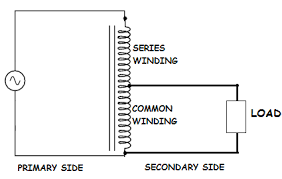 SERIES
WINDING
COMMON
WINDING
LOAD
PRIMARY SIDE
SECONDARY SIDE